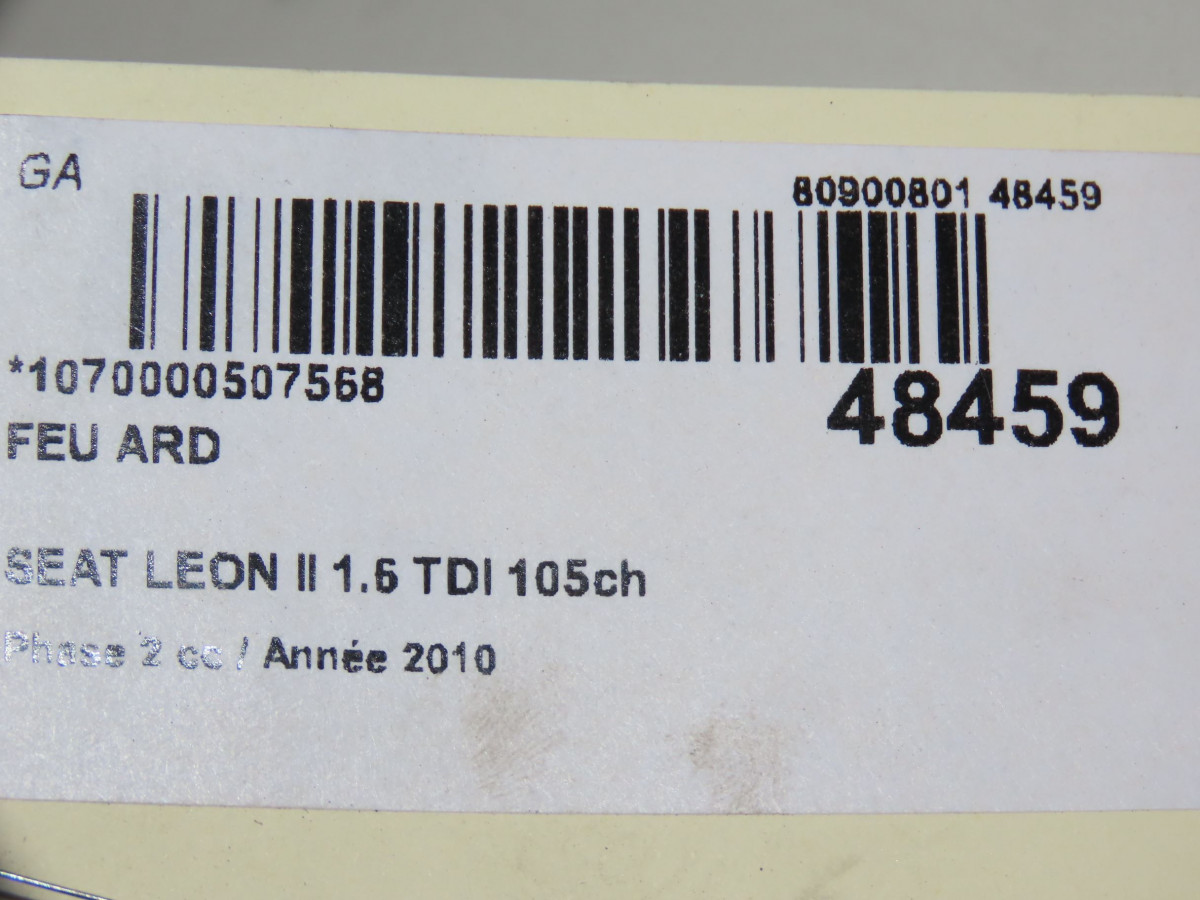 GA
80900801 48459
*1070000507568
48459
FEU ARD
SEAT LEON II 1.6 TDI 105ch
Phase 2 cc / Année 2010